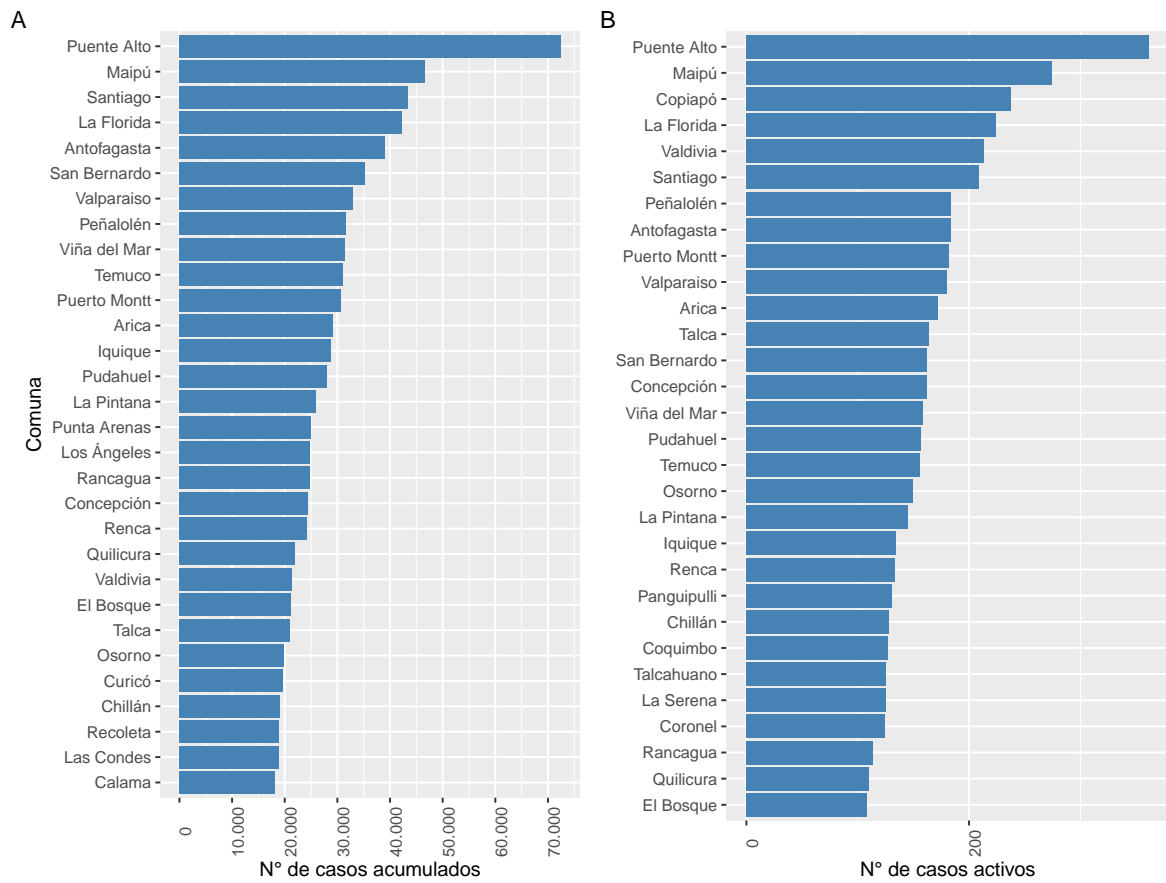 A
Puente Alto
Maipú
Santiago
La Florida
Antofagasta
San Bernardo
Valparaiso
Peñalolén
Viña del Mar
Temuco
Puerto Montt
Arica
Iquique
Pudahuel
La Pintana
Punta Arenas
Los Ángeles
Rancagua
Concepción
Renca
Quilicura
Valdivia
El Bosque
Talca
Osorno
Curicó
Chillán
Recoleta
Las Condes
Calama
Comuna
0
10.000
20.000
30.000
40.000
50.000
60.000
70.000
N° de casos acumulados
B
Puente Alto
Maipú
Copiapó
La Florida
Valdivia
Santiago
Peñalolén
Antofagasta
Puerto Montt
Valparaiso
Arica
Talca
San Bernardo
Concepción
Viña del Mar
Pudahuel
Temuco
Osorno
La Pintana
Iquique
Renca
Panguipulli
Chillán
Coquimbo
Talcahuano
La Serena
Coronel
Rancagua
Quilicura
El Bosque
0
200
N° de casos activos